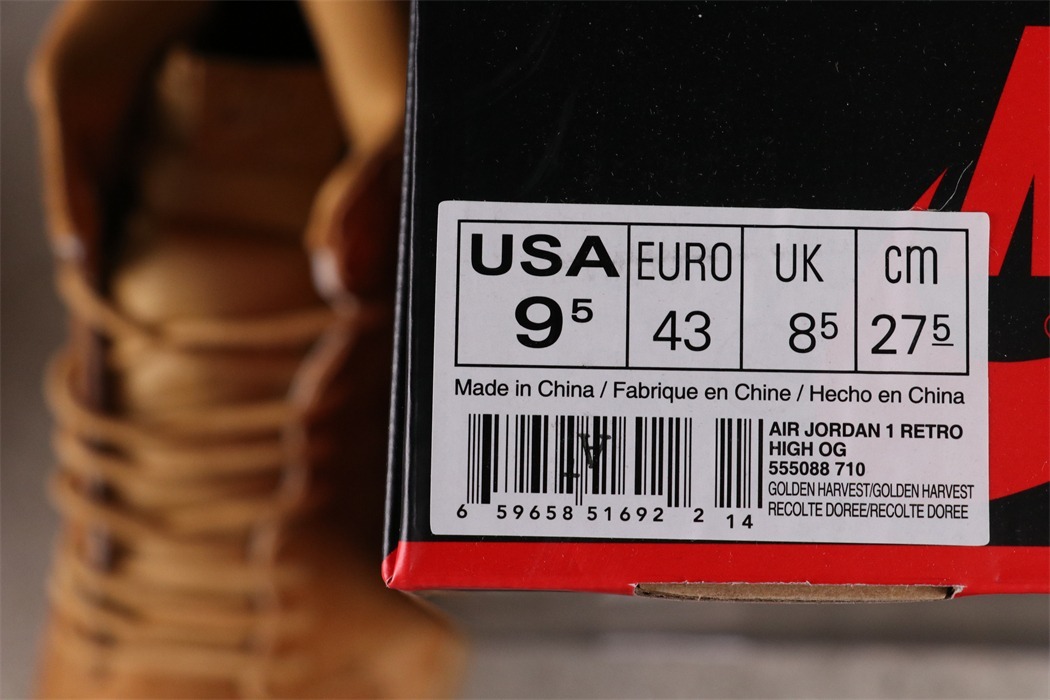 USA EURO UK cm
9⁵ 43 8⁵ 27⁵
Made in China / Fabrique en Chine / Hecho en China
AIR JORDAN 1 RETRO
HIGH OG
555088 710
GOLDEN HARVEST/GOLDEN HARVEST
RECOLTE DOREE/RECOLTE DOREE
6 59658 51692 2 14